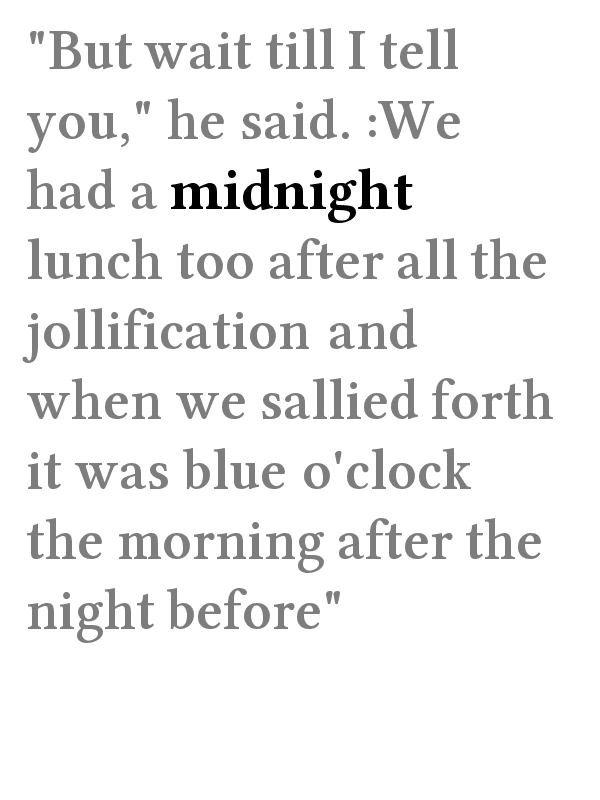 "But wait till I tell
you," he said. :We
had a midnight
lunch too after all the
jollification and
when we sallied forth
it was blue o'clock
the morning after the
night before"